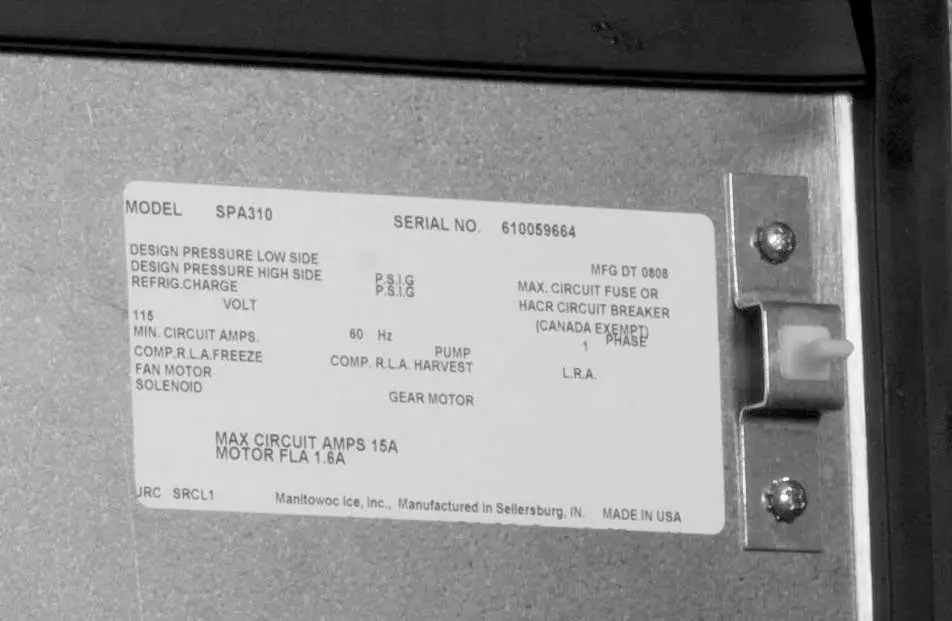 MODEL SPA310 SERIAL NO. 610059664
DESIGN PRESSURE LOW SIDE
MFG DT 0808
DESIGN PRESSURE HIGH SIDE P.S.I.G
REFRIG.CHARGE P.S.I.G
MAX. CIRCUIT FUSE OR
VOLT
HACR CIRCUIT BREAKER
115
(CANADA EXEMPT)
MIN. CIRCUIT AMPS. 60 Hz 1 PHASE
PUMP
COMP.R.L.A.FREEZE COMP. R.L.A. HARVEST L.R.A.
FAN MOTOR
SOLENOID GEAR MOTOR
MAX CIRCUIT AMPS 15A
MOTOR FLA 1.6A
JRC SRCL1 Manitowoc Ice, Inc., Manufactured in Sellersburg, IN. MADE IN USA